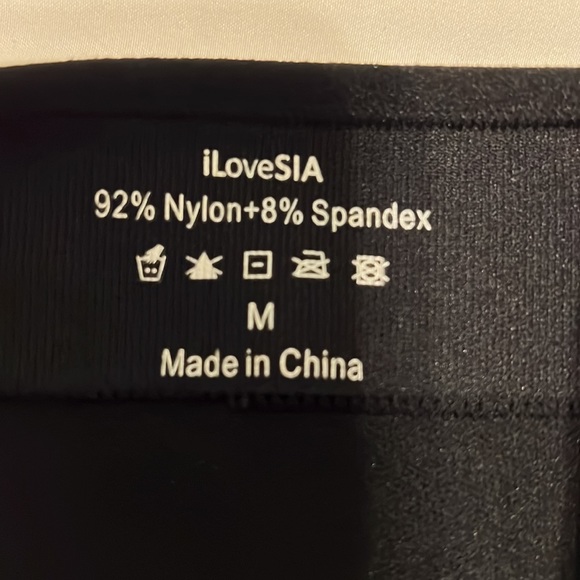 iLoveSIA
92% Nylon+8% Spandex
M
Made in China